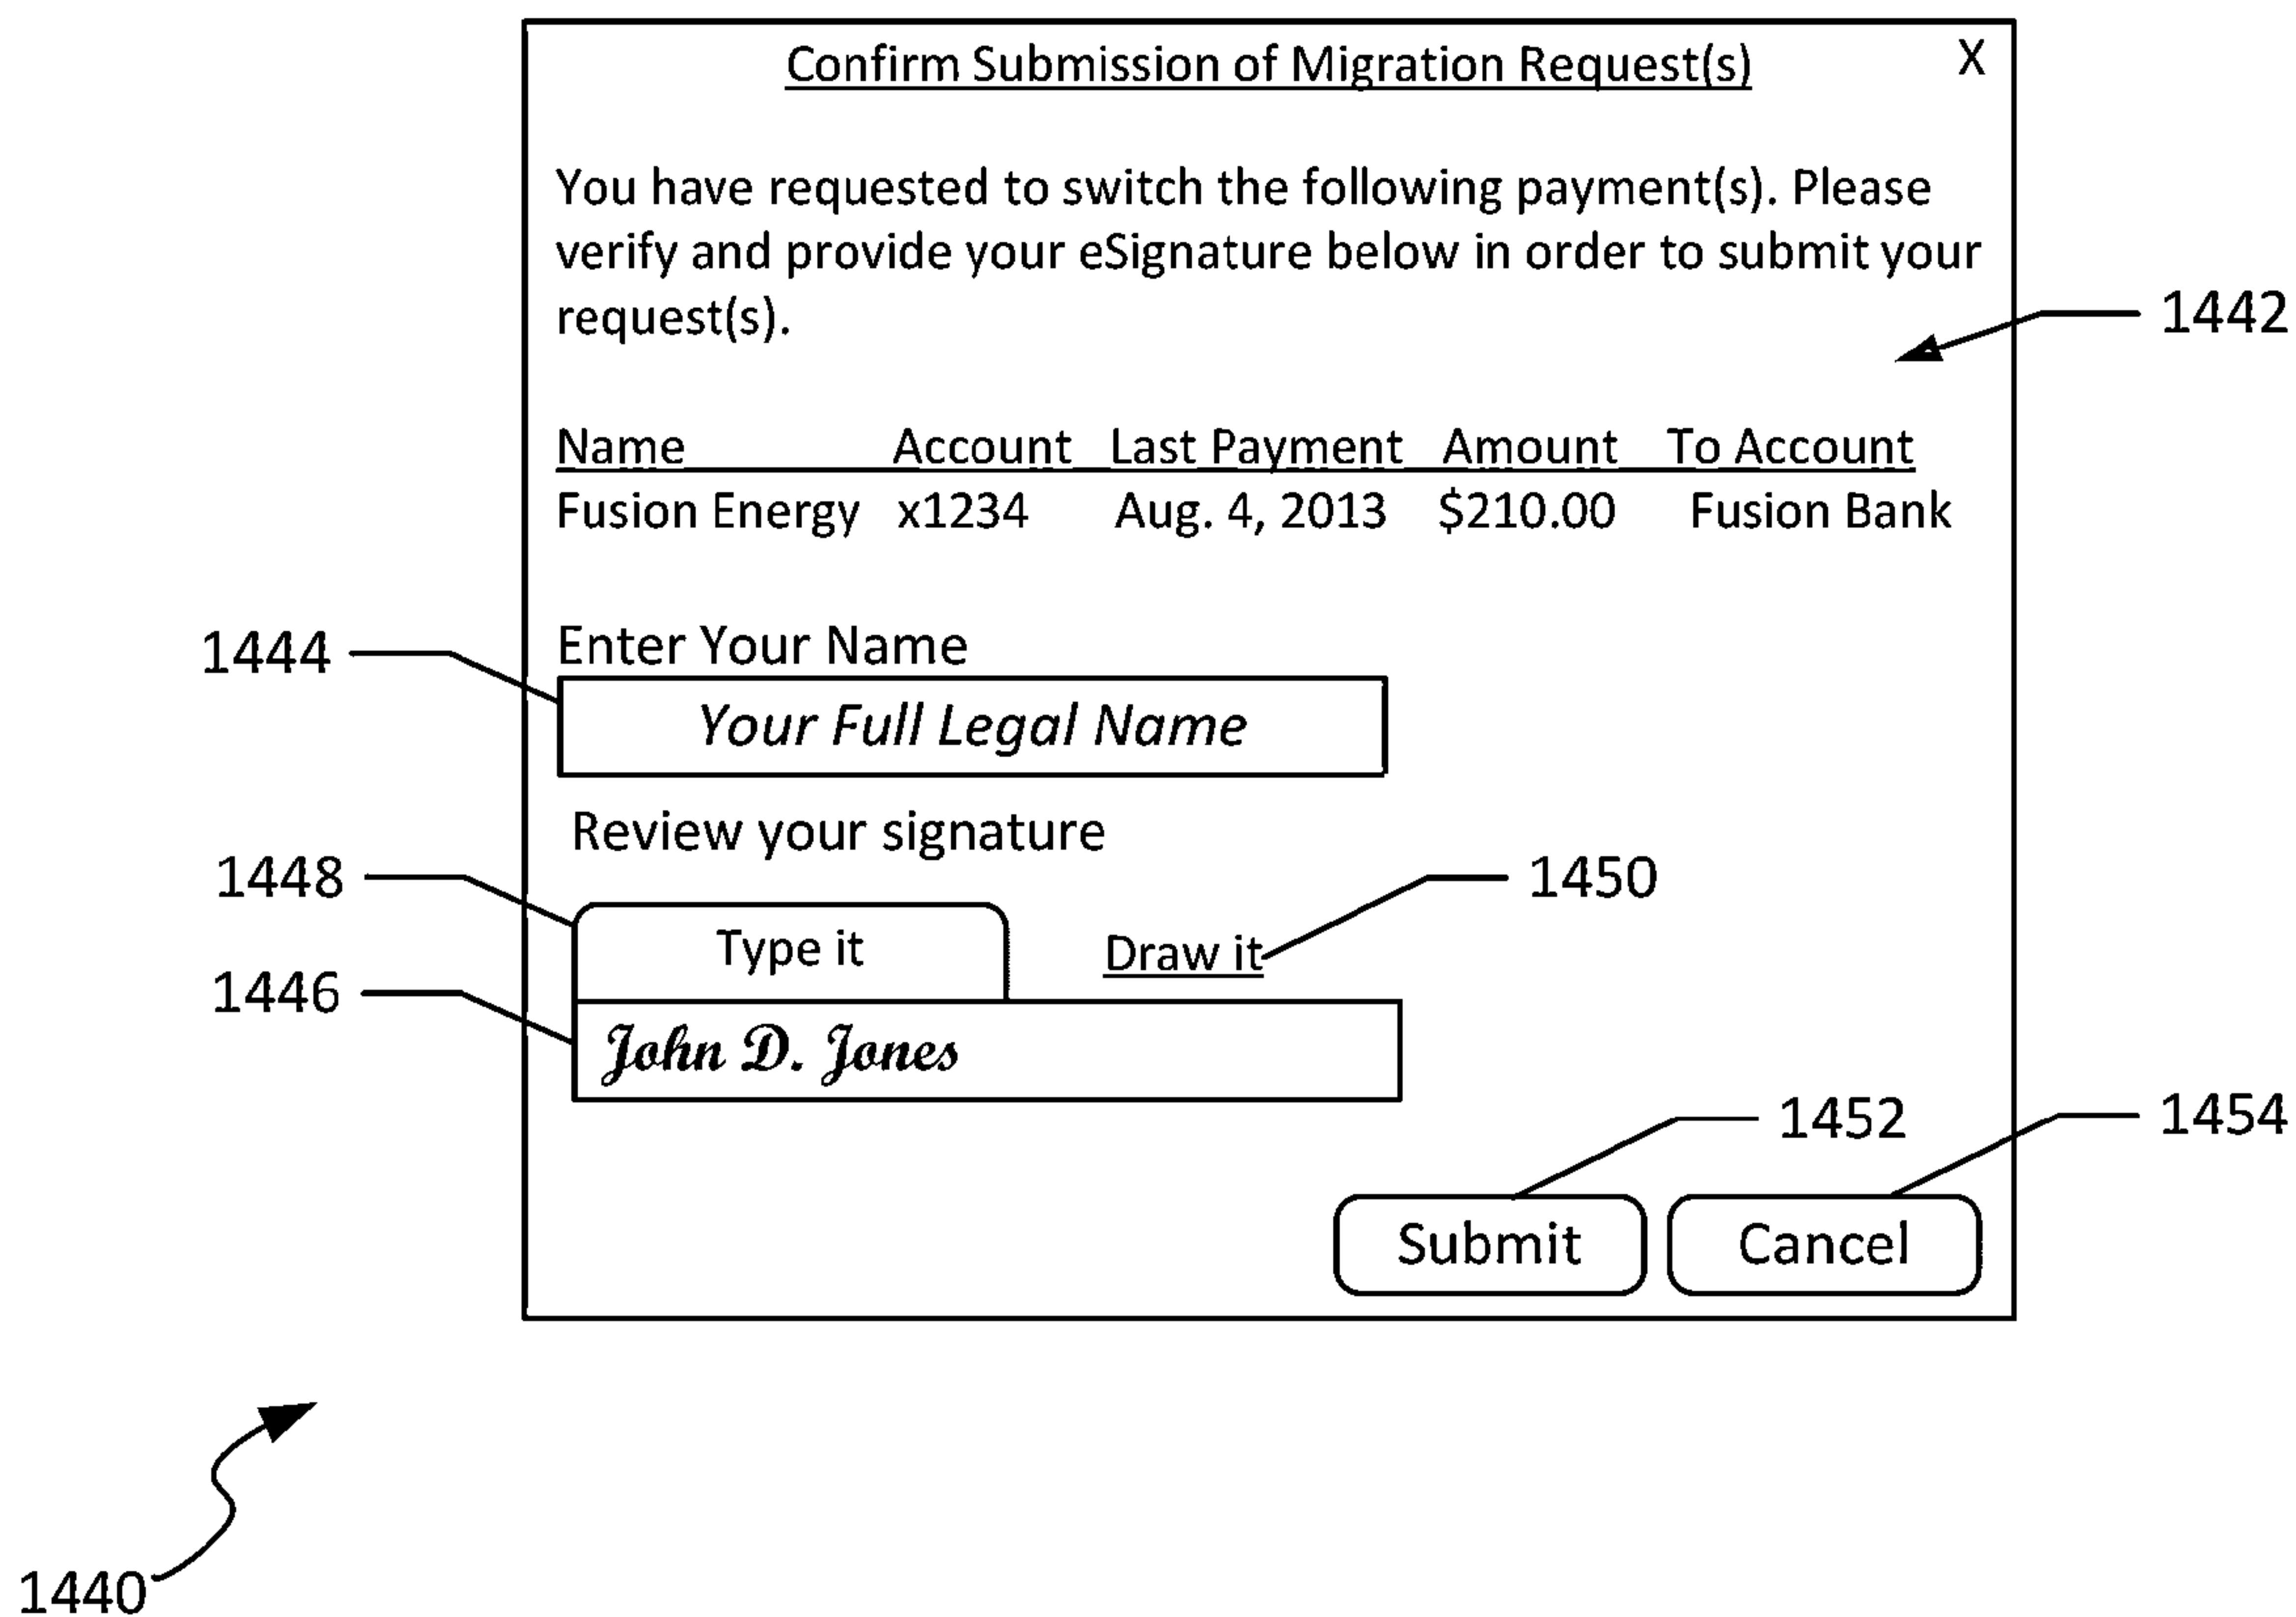 Confirm Submission of Migration Request(s) X
You have requested to switch the following payment(s). Please
verify and provide your eSignature below in order to submit your
request(s).
1442
Name Account Last Payment Amount To Account
Fusion Energy x1234 Aug. 4, 2013 $210.00 Fusion Bank
1444
Enter Your Name
Your Full Legal Name
Review your signature
1448
1450
Type it Draw it
1446
John D. Jones
1452
1454
Submit Cancel
1440